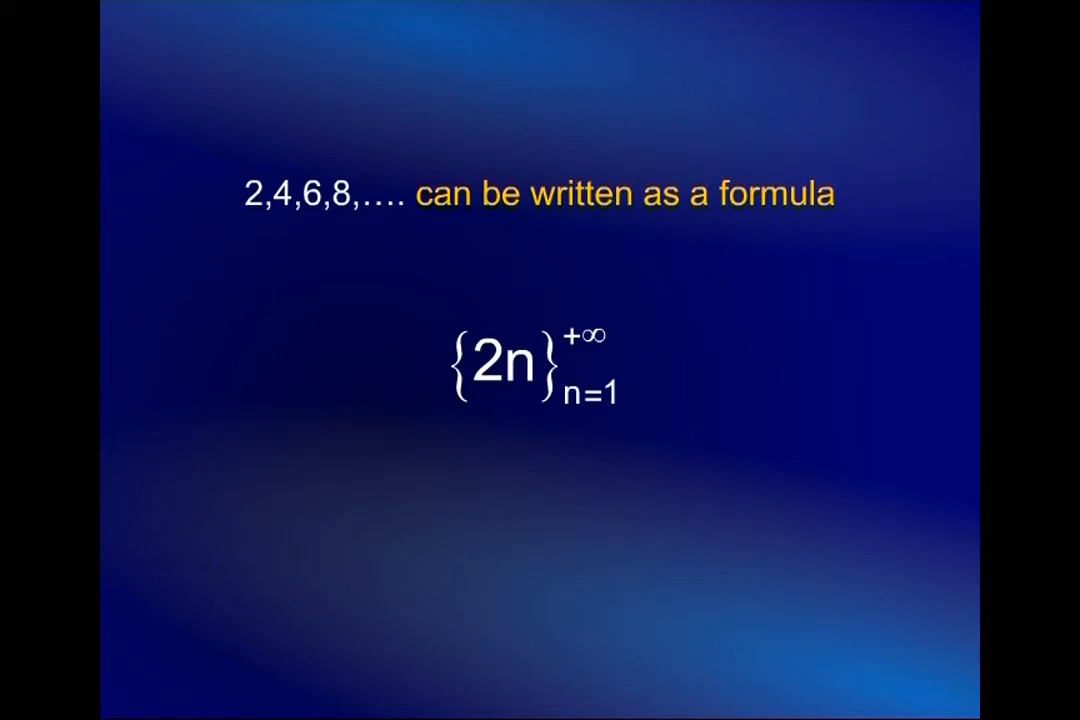 2,4,6,8,.... can be written as a formula
{2n}_{n=1}^{+∞}